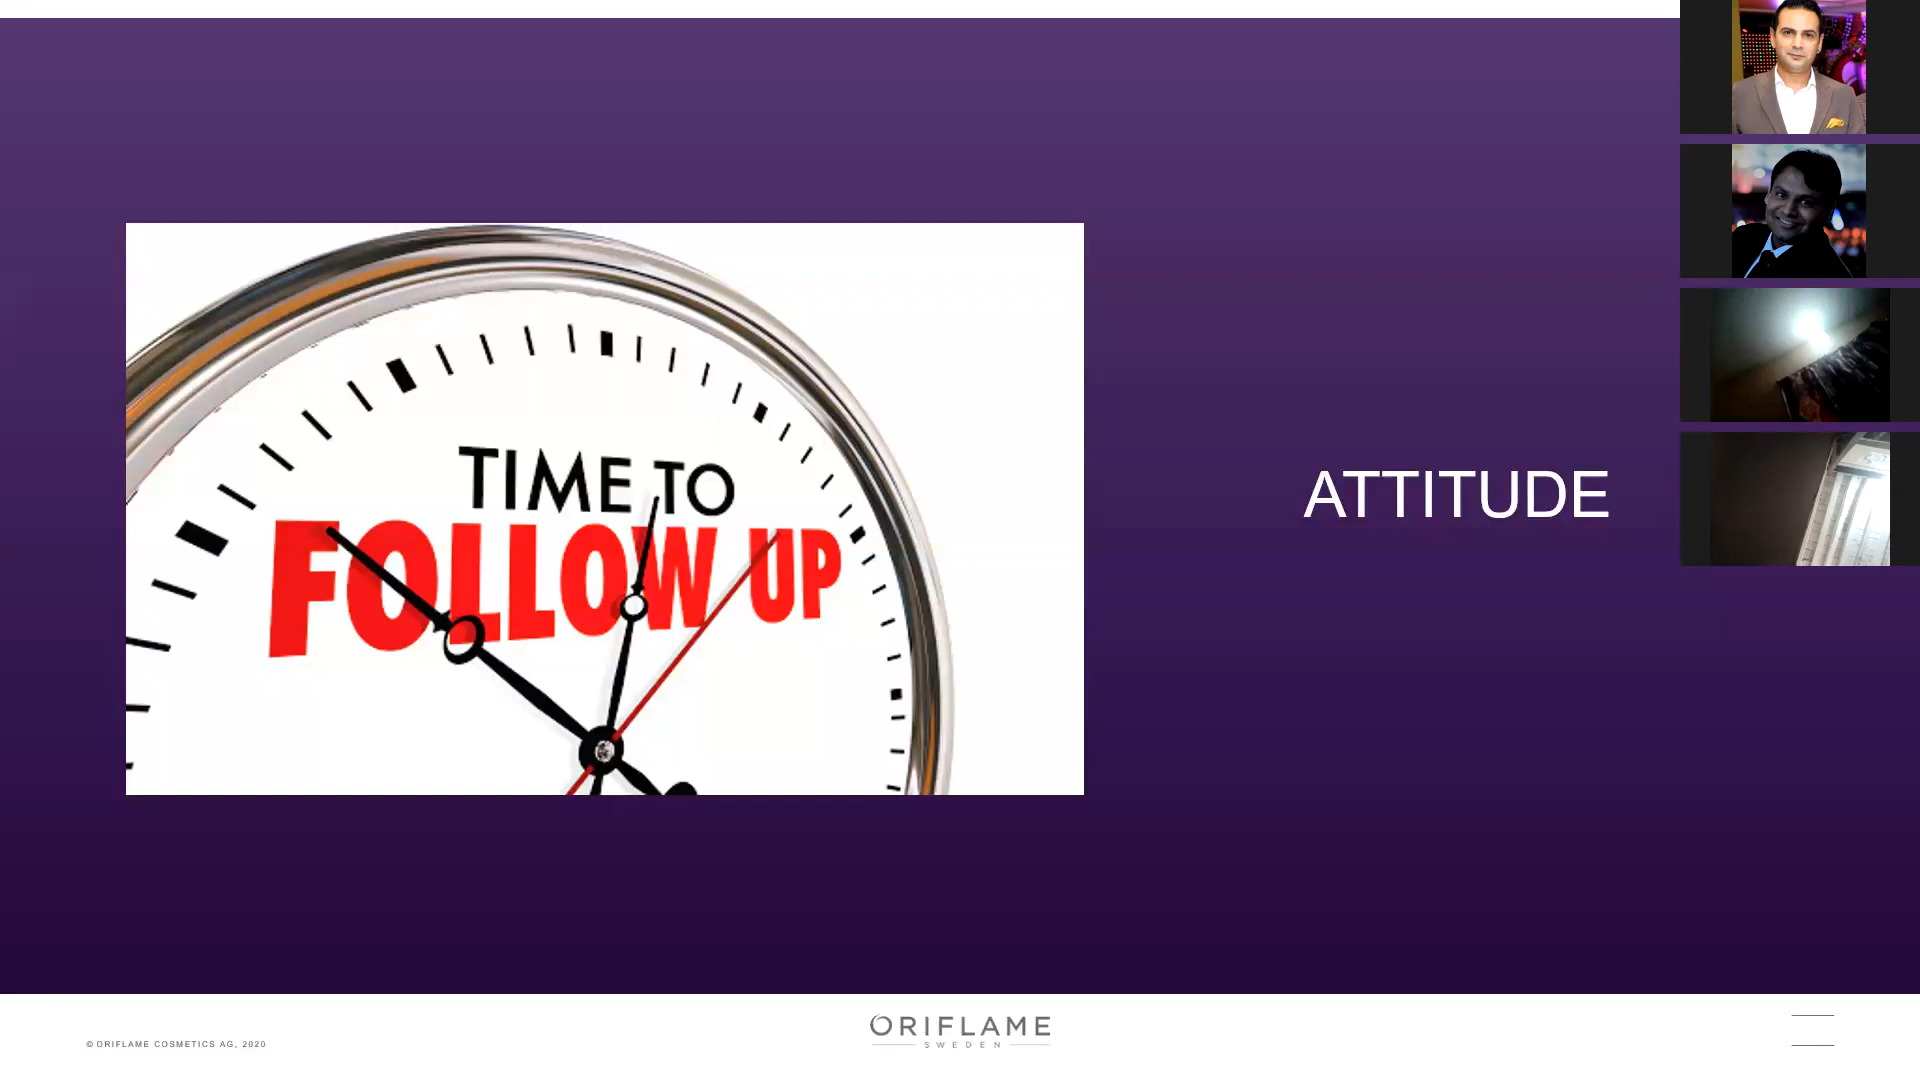 TIME TO
FOLLOW UP
ATTITUDE
© ORIFLAME COSMETICS AG, 2020
ORIFLAME
SWEDEN